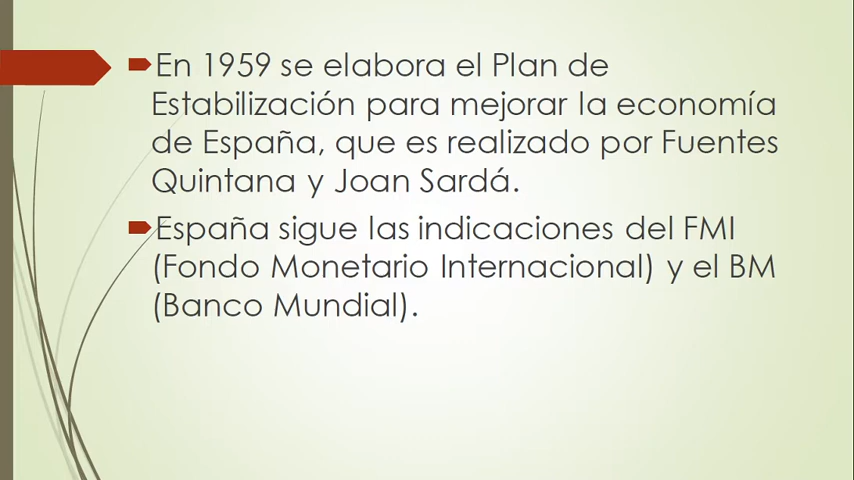 En 1959 se elabora el Plan de
Estabilización para mejorar la economía
de España, que es realizado por Fuentes
Quintana y Joan Sardá.
España sigue las indicaciones del FMI
(Fondo Monetario Internacional) y el BM
(Banco Mundial).